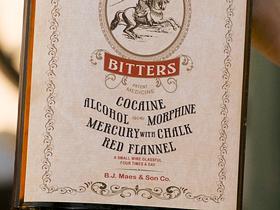 BITTERS
PATENT
MEDICINE
COCAINE
ALCOHOL MORPHINE
MERCURY WITH CHALK
RED FLANNEL
A SMALL WINE GLASSFUL
FOUR TIMES A DAY
B.J. Maes & Son Co.